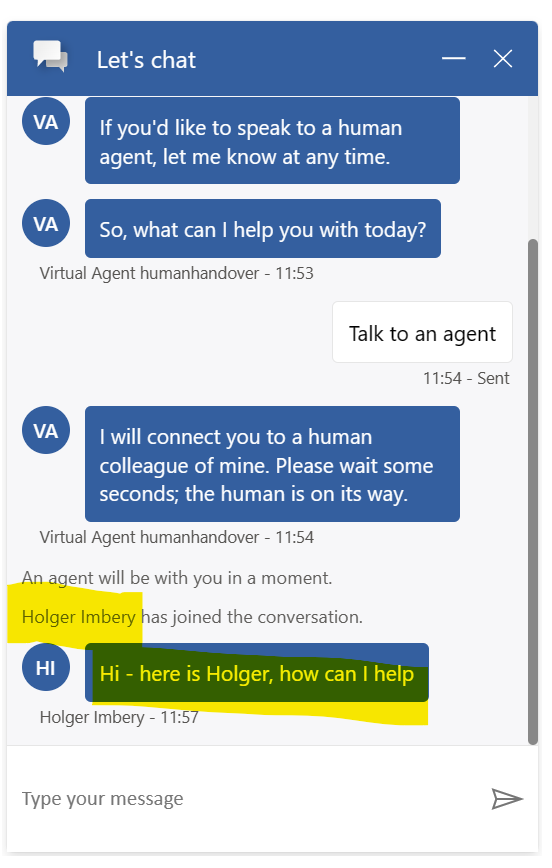 Let's chat
VA
If you'd like to speak to a human
agent, let me know at any time.
VA
So, what can I help you with today?
Virtual Agent humanhandover - 11:53
Talk to an agent
11:54 - Sent
VA
I will connect you to a human
colleague of mine. Please wait some
seconds; the human is on its way.
Virtual Agent humanhandover - 11:54
An agent will be with you in a moment.
Holger Imbery has joined the conversation.
HI
Hi - here is Holger, how can I help
Holger Imbery - 11:57
Type your message